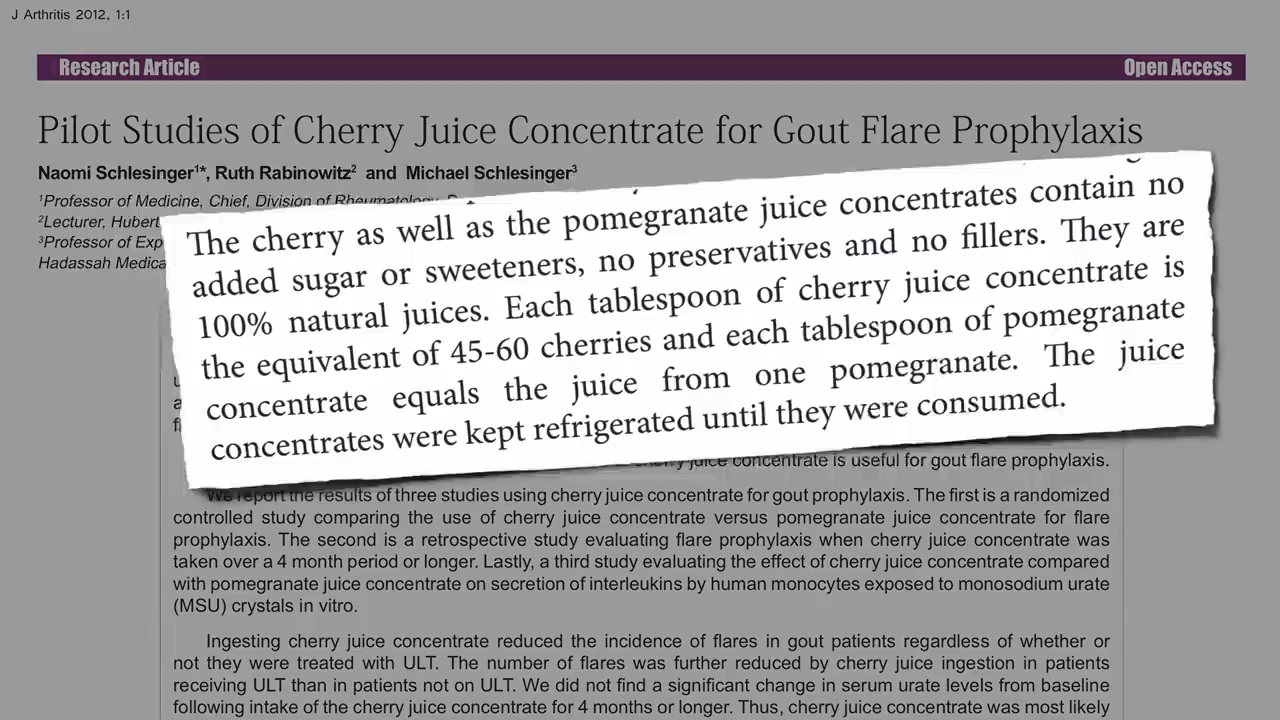 J Arthritis 2012, 1:1
Research Article
Open Access
Pilot Studies of Cherry Juice Concentrate for Gout Flare Prophylaxis
Naomi Schlesinger1*, Ruth Rabinowitz2 and Michael Schlesinger3
1Professor of Medicine, Chief, Division of Rheumatology,
2Lecturer, Hubert
3Professor of Exp
Hadassah Medica
The cherry as well as the pomegranate juice concentrates contain no
added sugar or sweeteners, no preservatives and no fillers. They are
100% natural juices. Each tablespoon of cherry juice concentrate is
the equivalent of 45-60 cherries and each tablespoon of pomegranate
concentrate equals the juice from one pomegranate. The juice
concentrates were kept refrigerated until they were consumed.
cherry juice concentrate is useful for gout flare prophylaxis.
We report the results of three studies using cherry juice concentrate for gout prophylaxis. The first is a randomized
controlled study comparing the use of cherry juice concentrate versus pomegranate juice concentrate for flare
prophylaxis. The second is a retrospective study evaluating flare prophylaxis when cherry juice concentrate was
taken over a 4 month period or longer. Lastly, a third study evaluating the effect of cherry juice concentrate compared
with pomegranate juice concentrate on secretion of interleukins by human monocytes exposed to monosodium urate
(MSU) crystals in vitro.
Ingesting cherry juice concentrate reduced the incidence of flares in gout patients regardless of whether or
not they were treated with ULT. The number of flares was further reduced by cherry juice ingestion in patients
receiving ULT than in patients not on ULT. We did not find a significant change in serum urate levels from baseline
following intake of the cherry juice concentrate for 4 months or longer. Thus, cherry juice concentrate was most likely